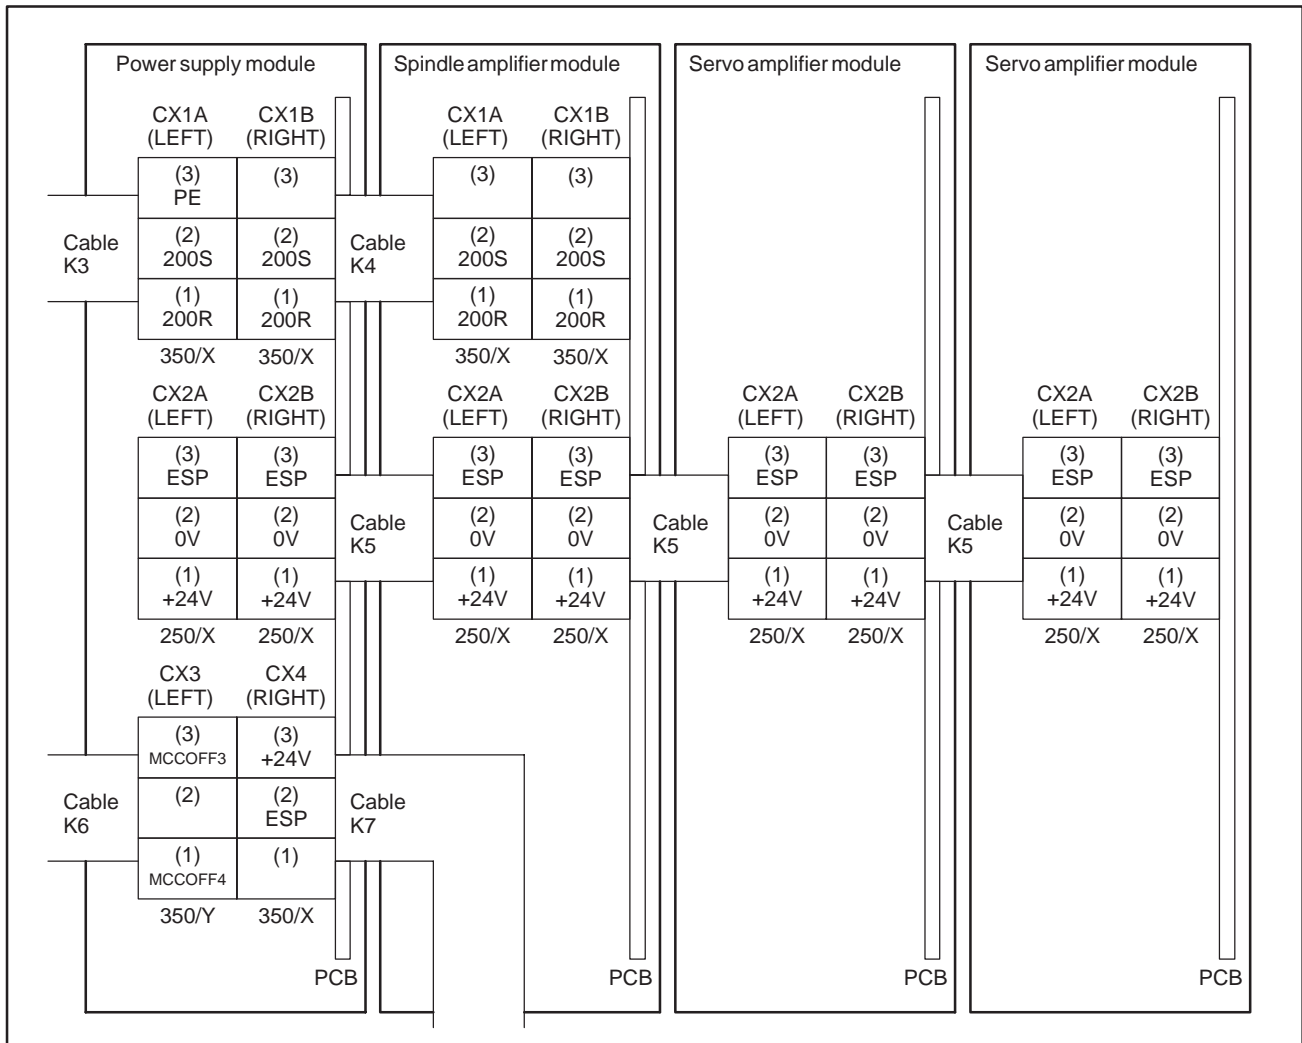 Power supply module
Spindle amplifier module
Servo amplifier module
Servo amplifier module
CX1A
(LEFT)
CX1B
(RIGHT)
CX1A
(LEFT)
CX1B
(RIGHT)
(3)
PE
(3)
(3)
(3)
Cable
K3
(2)
200S
(2)
200S
Cable
K4
(2)
200S
(2)
200S
(1)
200R
(1)
200R
(1)
200R
(1)
200R
350/X
350/X
350/X
350/X
CX2A
(LEFT)
CX2B
(RIGHT)
CX2A
(LEFT)
CX2B
(RIGHT)
CX2A
(LEFT)
CX2B
(RIGHT)
CX2A
(LEFT)
CX2B
(RIGHT)
(3)
ESP
(3)
ESP
(3)
ESP
(3)
ESP
(3)
ESP
(3)
ESP
(3)
ESP
(3)
ESP
(2)
0V
(2)
0V
Cable
K5
(2)
0V
(2)
0V
Cable
K5
(2)
0V
(2)
0V
Cable
K5
(2)
0V
(2)
0V
(1)
+24V
(1)
+24V
(1)
+24V
(1)
+24V
(1)
+24V
(1)
+24V
(1)
+24V
(1)
+24V
250/X
250/X
250/X
250/X
250/X
250/X
250/X
250/X
CX3
(LEFT)
CX4
(RIGHT)
(3)
MCCOFF3
(3)
+24V
Cable
K6
(2)
(2)
ESP
Cable
K7
(1)
MCCOFF4
(1)
350/Y
350/X
PCB
PCB
PCB
PCB